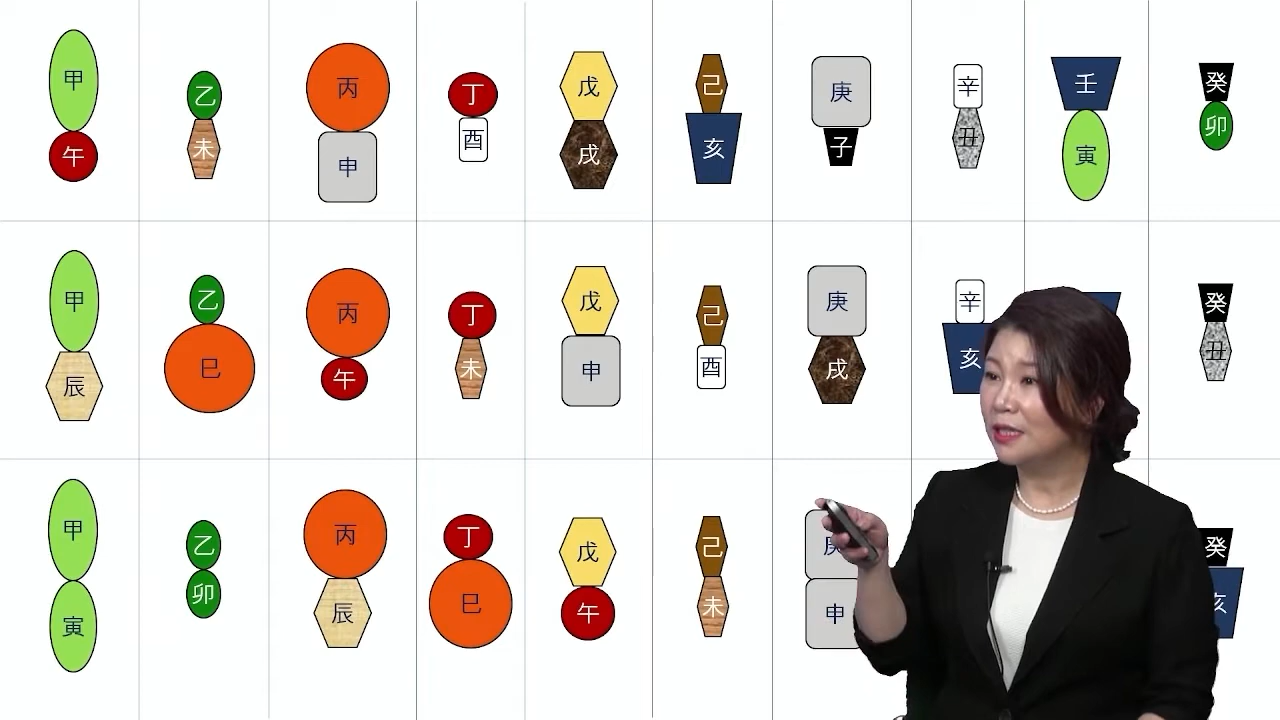 甲 乙 丙 丁 戊 己 庚 辛 壬 癸
午 未 申 酉 戌 亥 子 丑 寅 卯
甲 乙 丙 丁 戊 己 庚 辛 癸
辰 巳 午 未 申 酉 戌 亥 丑
甲 乙 丙 丁 戊 己 庚 癸
寅 卯 辰 巳 午 未 申 亥